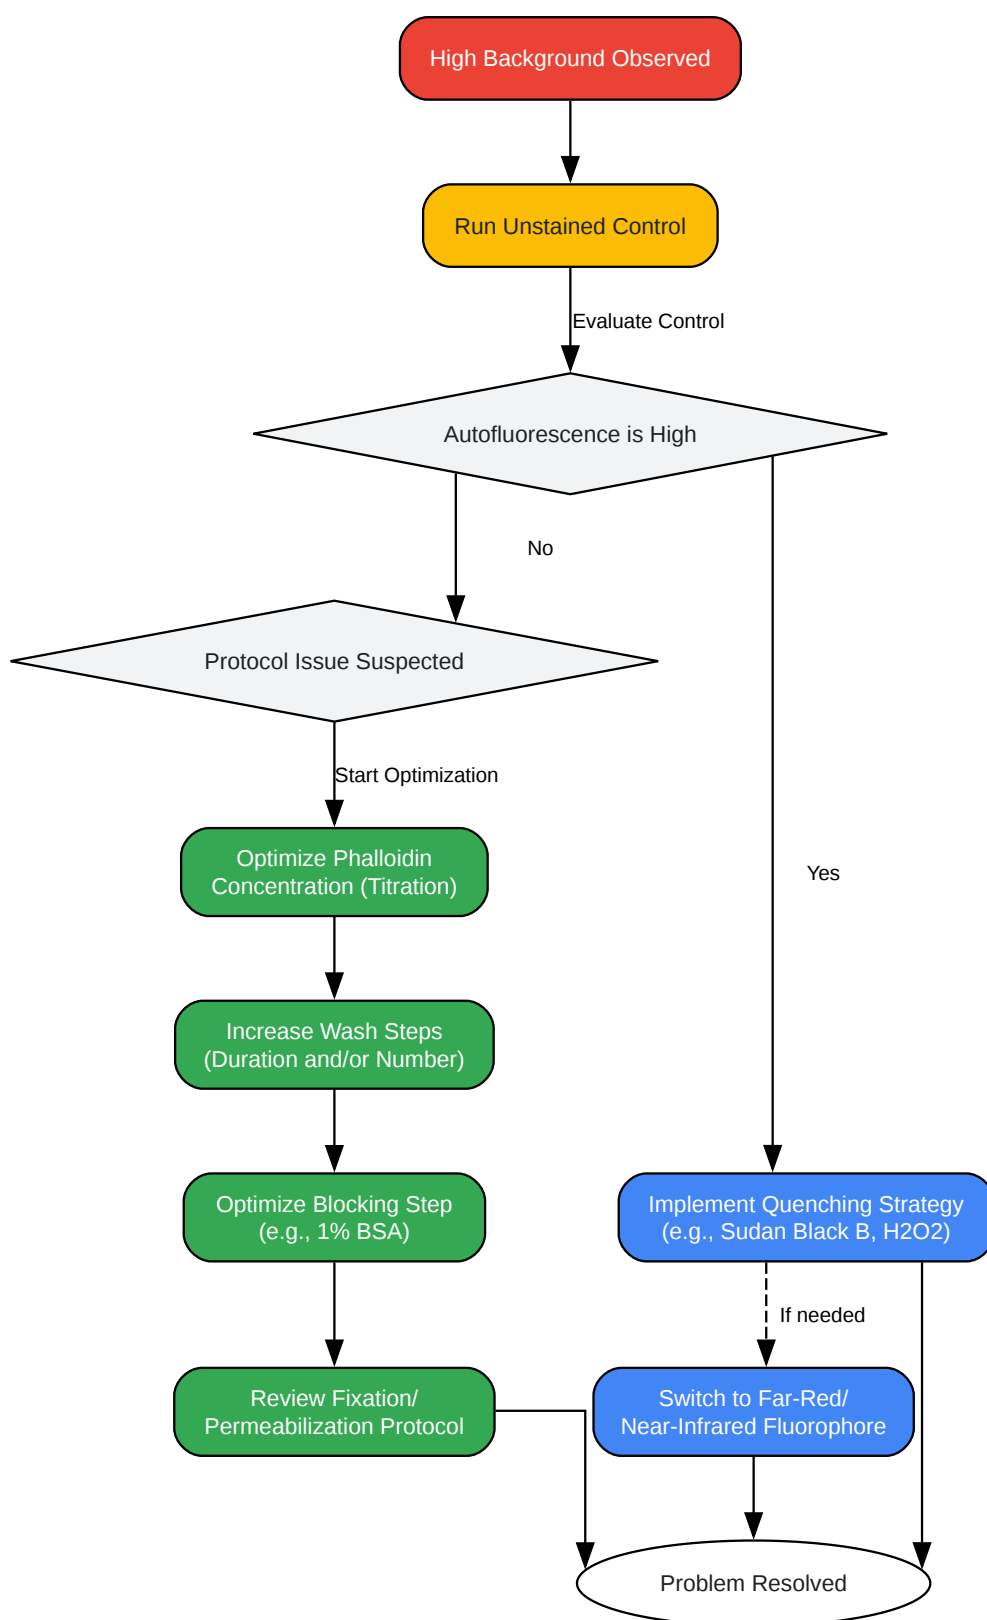 High Background Observed
Run Unstained Control
Evaluate Control
Autofluorescence is High
No
Protocol Issue Suspected
Start Optimization
Optimize Phalloidin
Concentration (Titration)
Yes
Increase Wash Steps
(Duration and/or Number)
Optimize Blocking Step
(e.g., 1% BSA)
Implement Quenching Strategy
(e.g., Sudan Black B, H2O2)
If needed
Review Fixation/
Permeabilization Protocol
Switch to Far-Red/
Near-Infrared Fluorophore
Problem Resolved